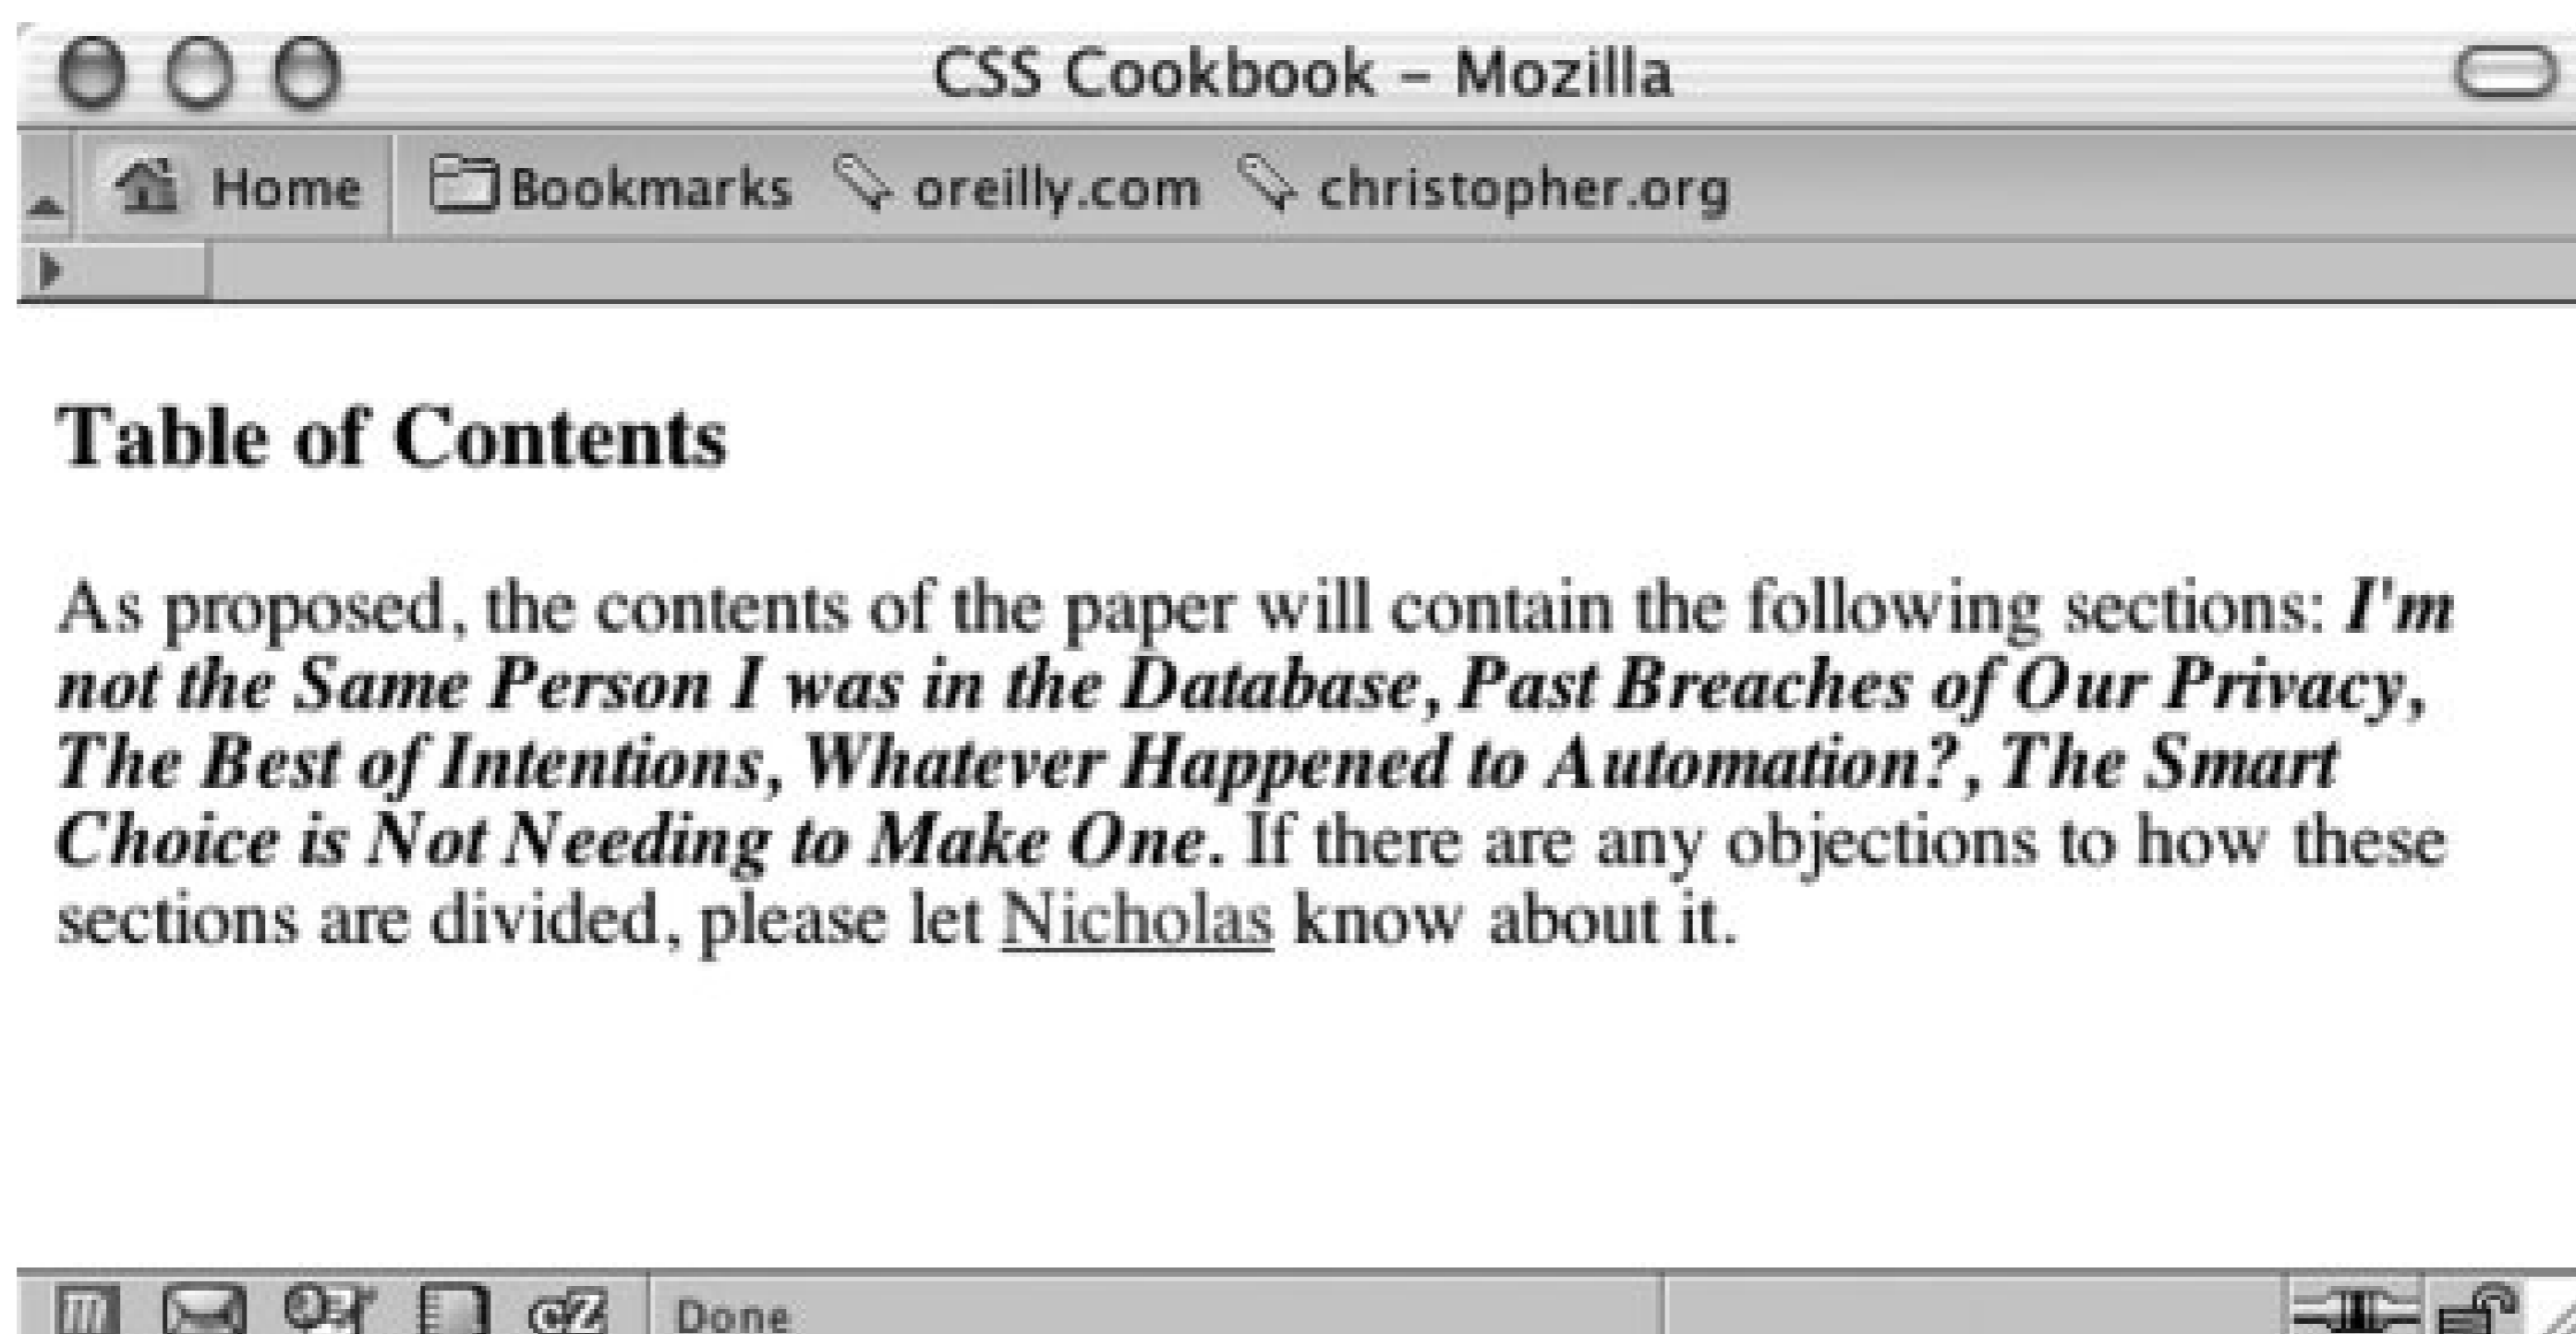 CSS Cookbook – Mozilla
Home Bookmarks oreilly.com christopher.org
Table of Contents
As proposed, the contents of the paper will contain the following sections: I'm
not the Same Person I was in the Database, Past Breaches of Our Privacy,
The Best of Intentions, Whatever Happened to Automation?, The Smart
Choice is Not Needing to Make One. If there are any objections to how these
sections are divided, please let Nicholas know about it.
m cZ Done